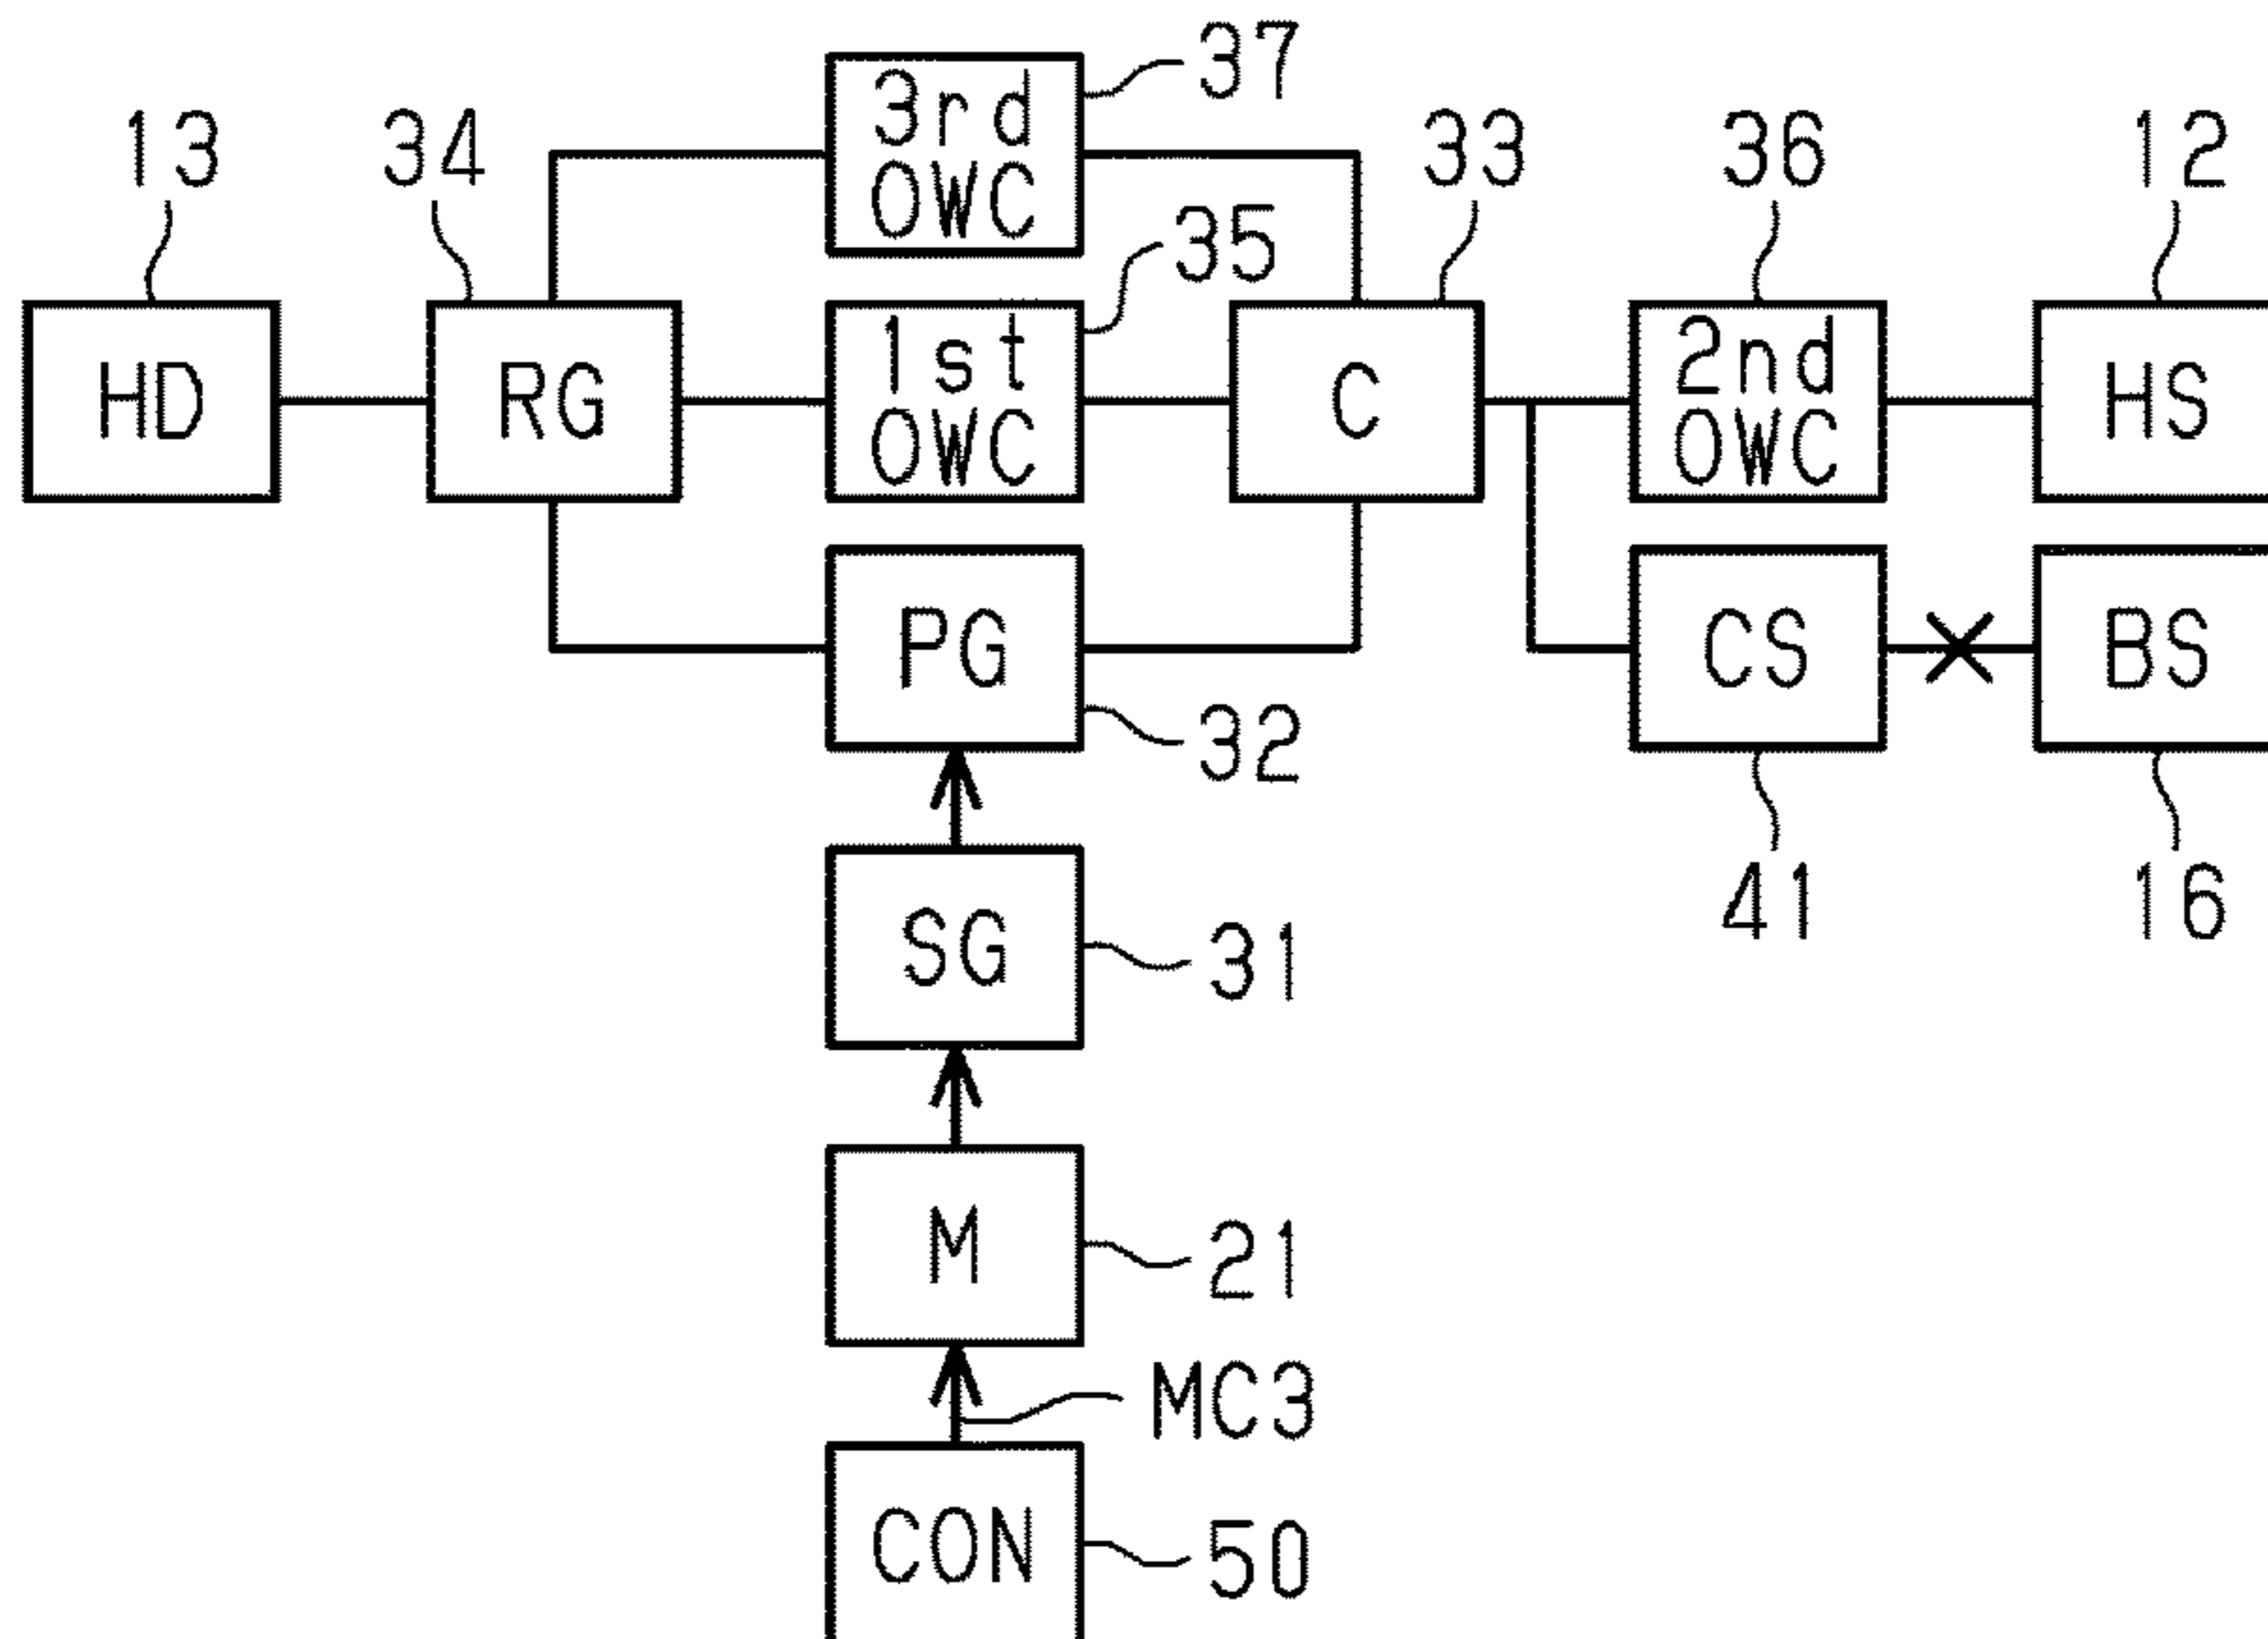 37
3rd
OWC
13 34 33 36 12
35
HD RG 1st
OWC C 2nd
OWC HS
PG CS BS
32
41 16
SG 31
M 21
MC3
CON 50